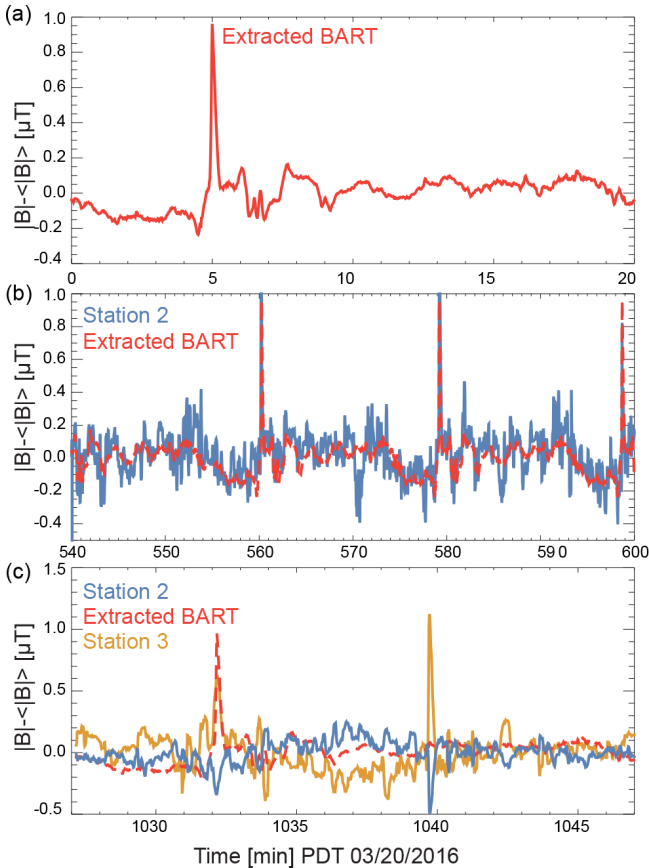 (a)
Extracted BART
|B|-<|B|> [μT]
1.0
0.8
0.6
0.4
0.2
0.0
-0.2
-0.4
0 5 10 15 20
(b)
Station 2
Extracted BART
|B|-<|B|> [μT]
1.0
0.8
0.6
0.4
0.2
0.0
-0.2
-0.4
540 550 560 570 580 590 600
(c)
Station 2
Extracted BART
Station 3
|B|-<|B|> [μT]
1.5
1.0
0.5
0.0
-0.5
1030 1035 1040 1045
Time [min] PDT 03/20/2016